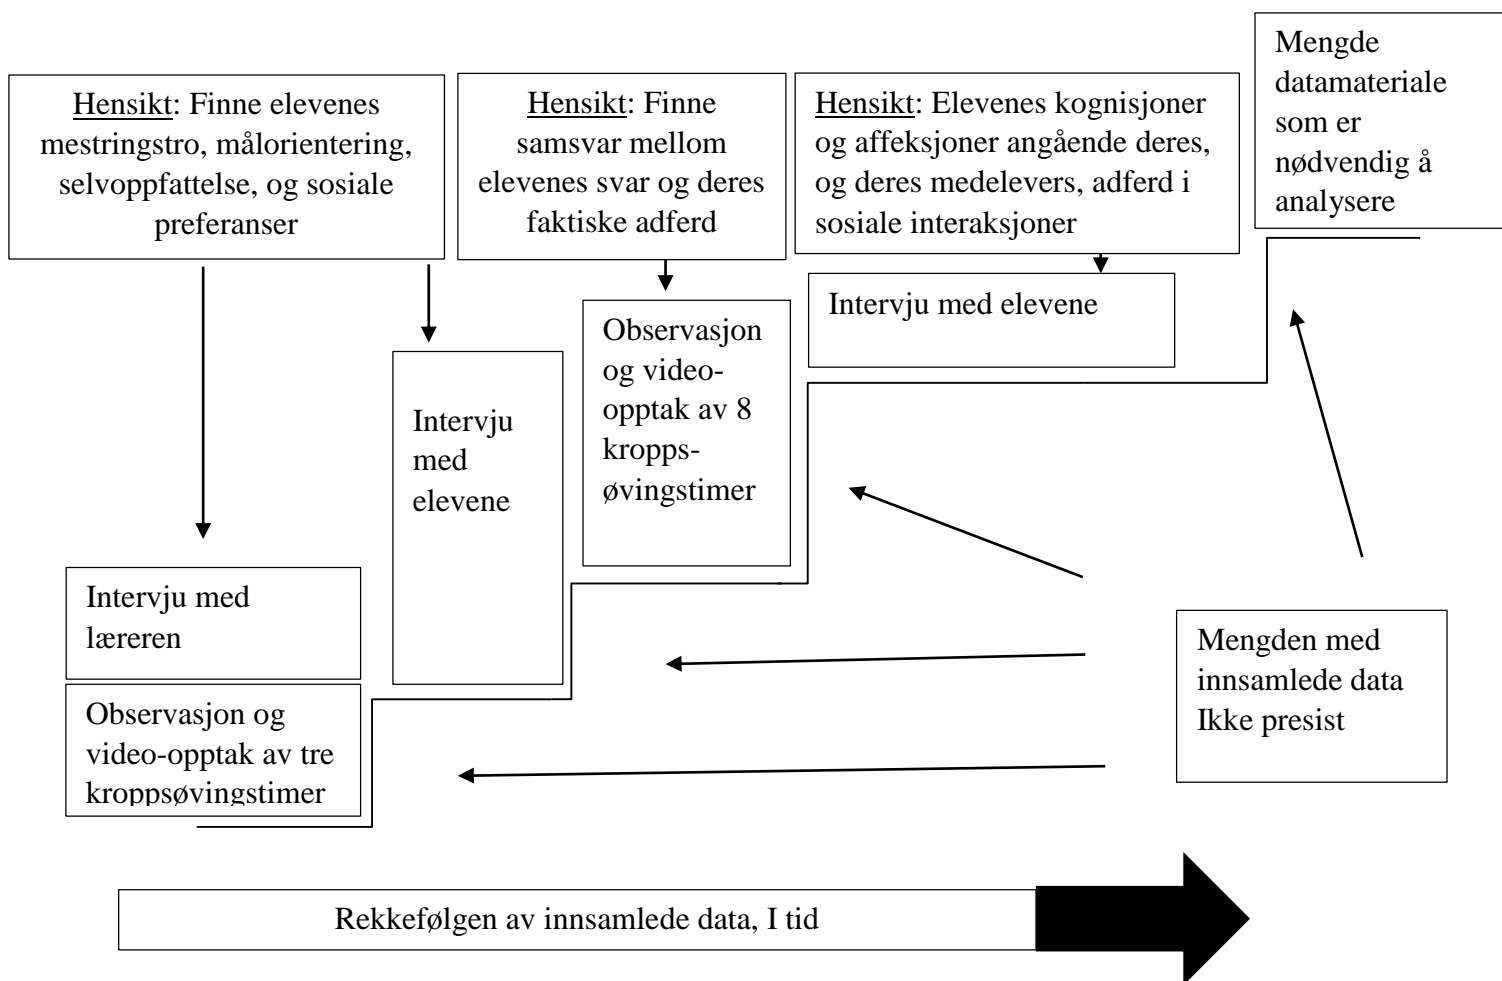 Hensikt: Finne elevenes
mestringstro, målorientering,
selvoppfattelse, og sosiale
preferanser
Hensikt: Finne
samsvar mellom
elevenes svar og deres
faktiske adferd
Hensikt: Elevenes kognisjoner
og affeksjoner angående deres,
og deres medelevers, adferd i
sosiale interaksjoner
Mengde
datamateriale
som er
nødvendig å
analysere
Intervju med elevene
Observasjon
og video-
opptak av 8
kropps-
øvingstimer
Intervju
med
elevene
Intervju med
læreren
Observasjon og
video-opptak av tre
kroppsøvingstimer
Mengden med
innsamlede data
Ikke presist
Rekkefølgen av innsamlede data, I tid